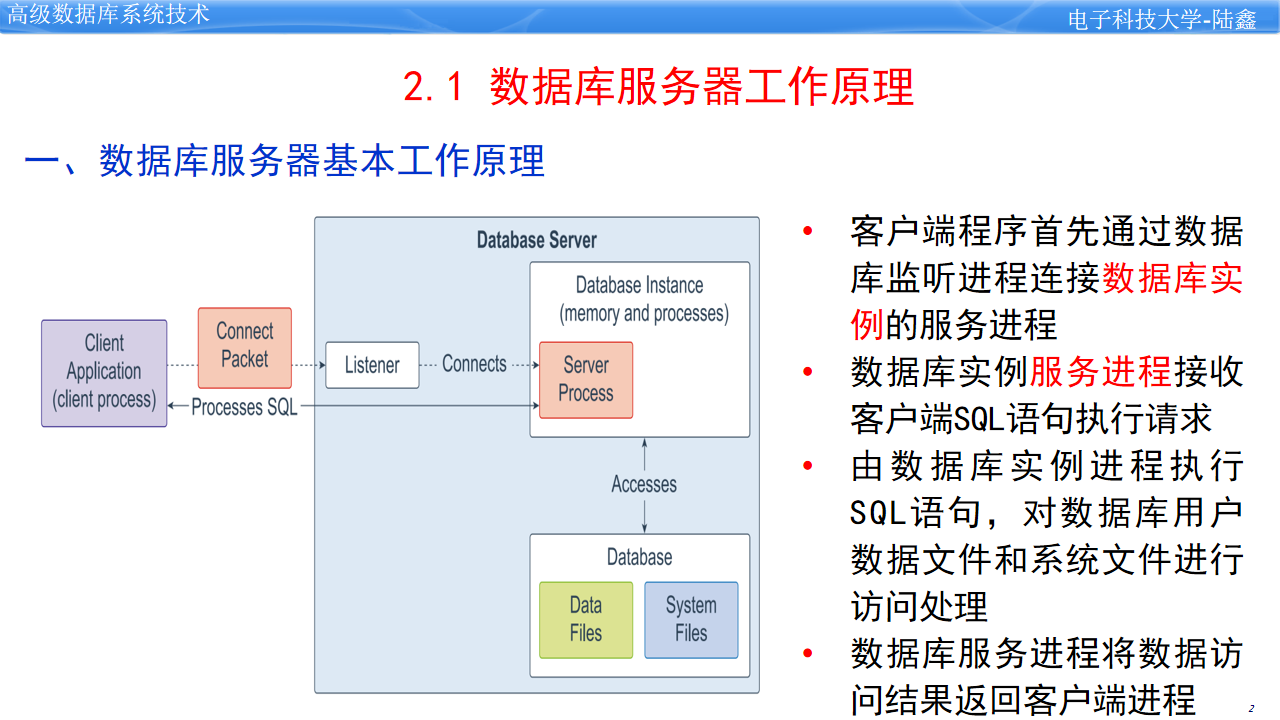 高级数据库系统技术
电子科技大学-陆鑫
2.1 数据库服务器工作原理
一、数据库服务器基本工作原理
Database Server
Database Instance
(memory and processes)
Client
Application
(client process)
Connect
Packet
Listener
Connects
Server
Process
Processes SQL
Accesses
Database
Data
Files
System
Files
• 客户端程序首先通过数据
库监听进程连接数据库实
例的服务进程
• 数据库实例服务进程接收
客户端SQL语句执行请求
• 由数据库实例进程执行
SQL语句，对数据库用户
数据文件和系统文件进行
访问处理
• 数据库服务进程将数据访
问结果返回客户端进程
2